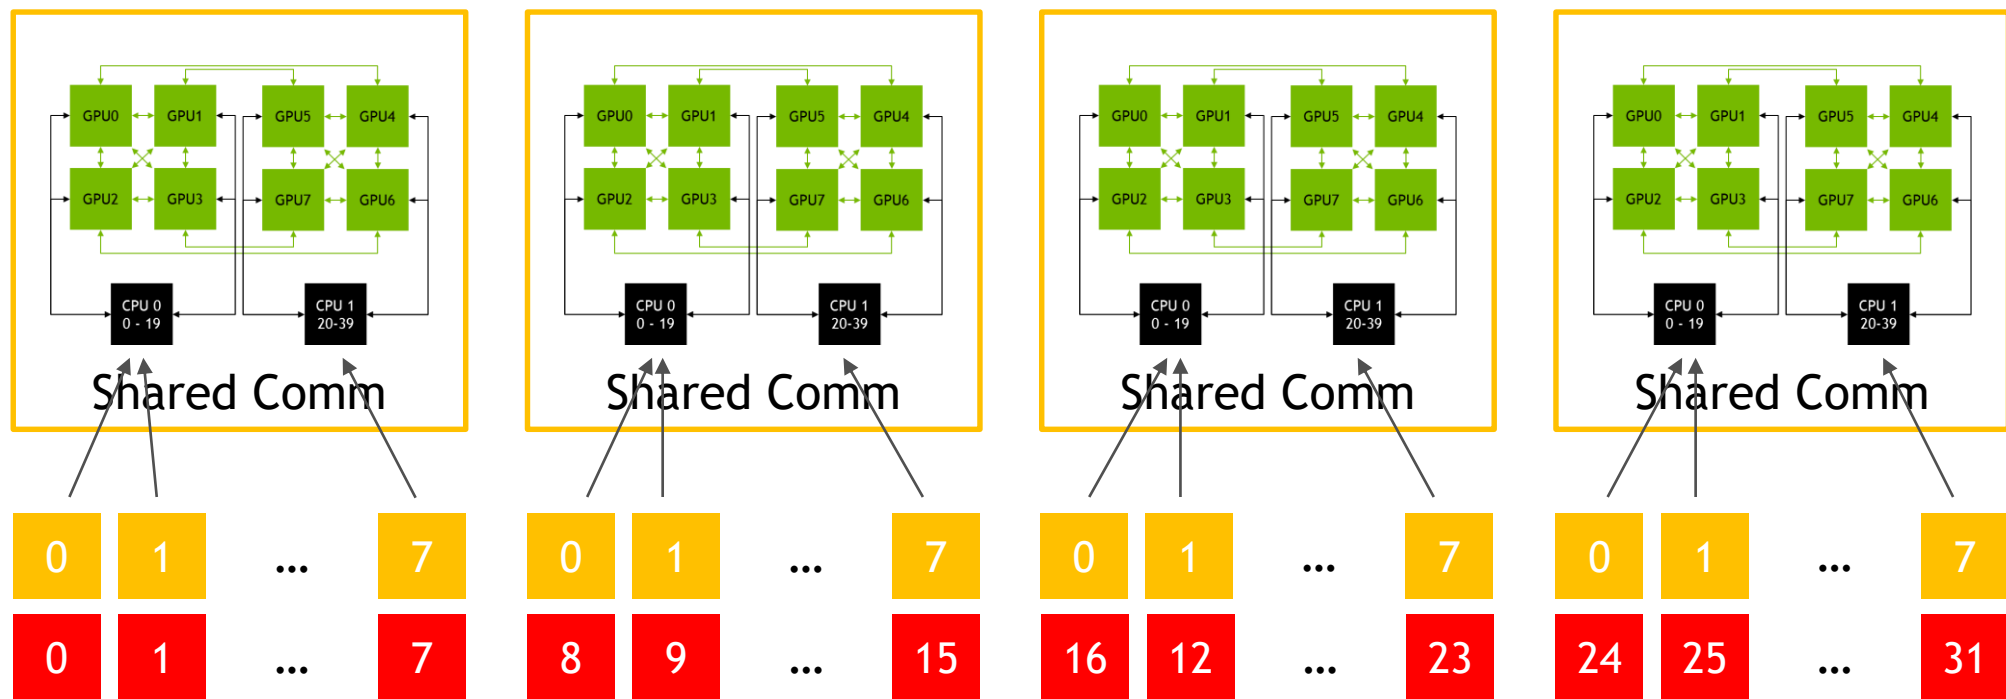 GPU0 GPU1 GPU5 GPU4
GPU2 GPU3 GPU7 GPU6
CPU 0
0 - 19
CPU 1
20-39
Shared Comm
GPU0 GPU1 GPU5 GPU4
GPU2 GPU3 GPU7 GPU6
CPU 0
0 - 19
CPU 1
20-39
Shared Comm
GPU0 GPU1 GPU5 GPU4
GPU2 GPU3 GPU7 GPU6
CPU 0
0 - 19
CPU 1
20-39
Shared Comm
GPU0 GPU1 GPU5 GPU4
GPU2 GPU3 GPU7 GPU6
CPU 0
0 - 19
CPU 1
20-39
Shared Comm
0 1 ... 7 0 1 ... 7 0 1 ... 7 0 1 ... 7
0 1 ... 7 8 9 ... 15 16 12 ... 23 24 25 ... 31